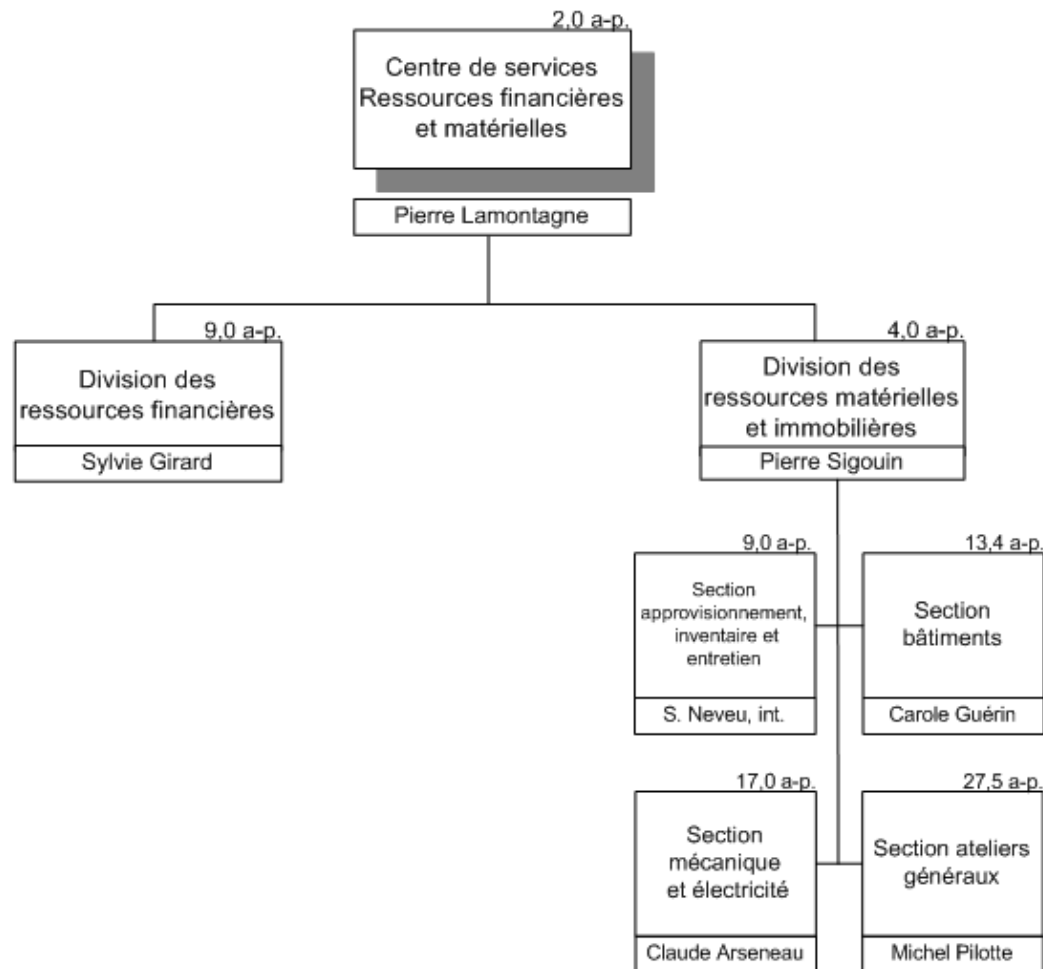 2,0 a-p.
Centre de services
Ressources financières
et matérielles
Pierre Lamontagne
9,0 a-p.
Division des
ressources financières
Sylvie Girard
4,0 a-p.
Division des
ressources matérielles
et immobilières
Pierre Sigouin
9,0 a-p.
Section
approvisionnement,
inventaire et
entretien
S. Neveu, int.
13,4 a-p.
Section
bâtiments
Carole Guérin
17,0 a-p.
Section
mécanique
et électricité
Claude Arseneau
27,5 a-p.
Section ateliers
généraux
Michel Pilotte